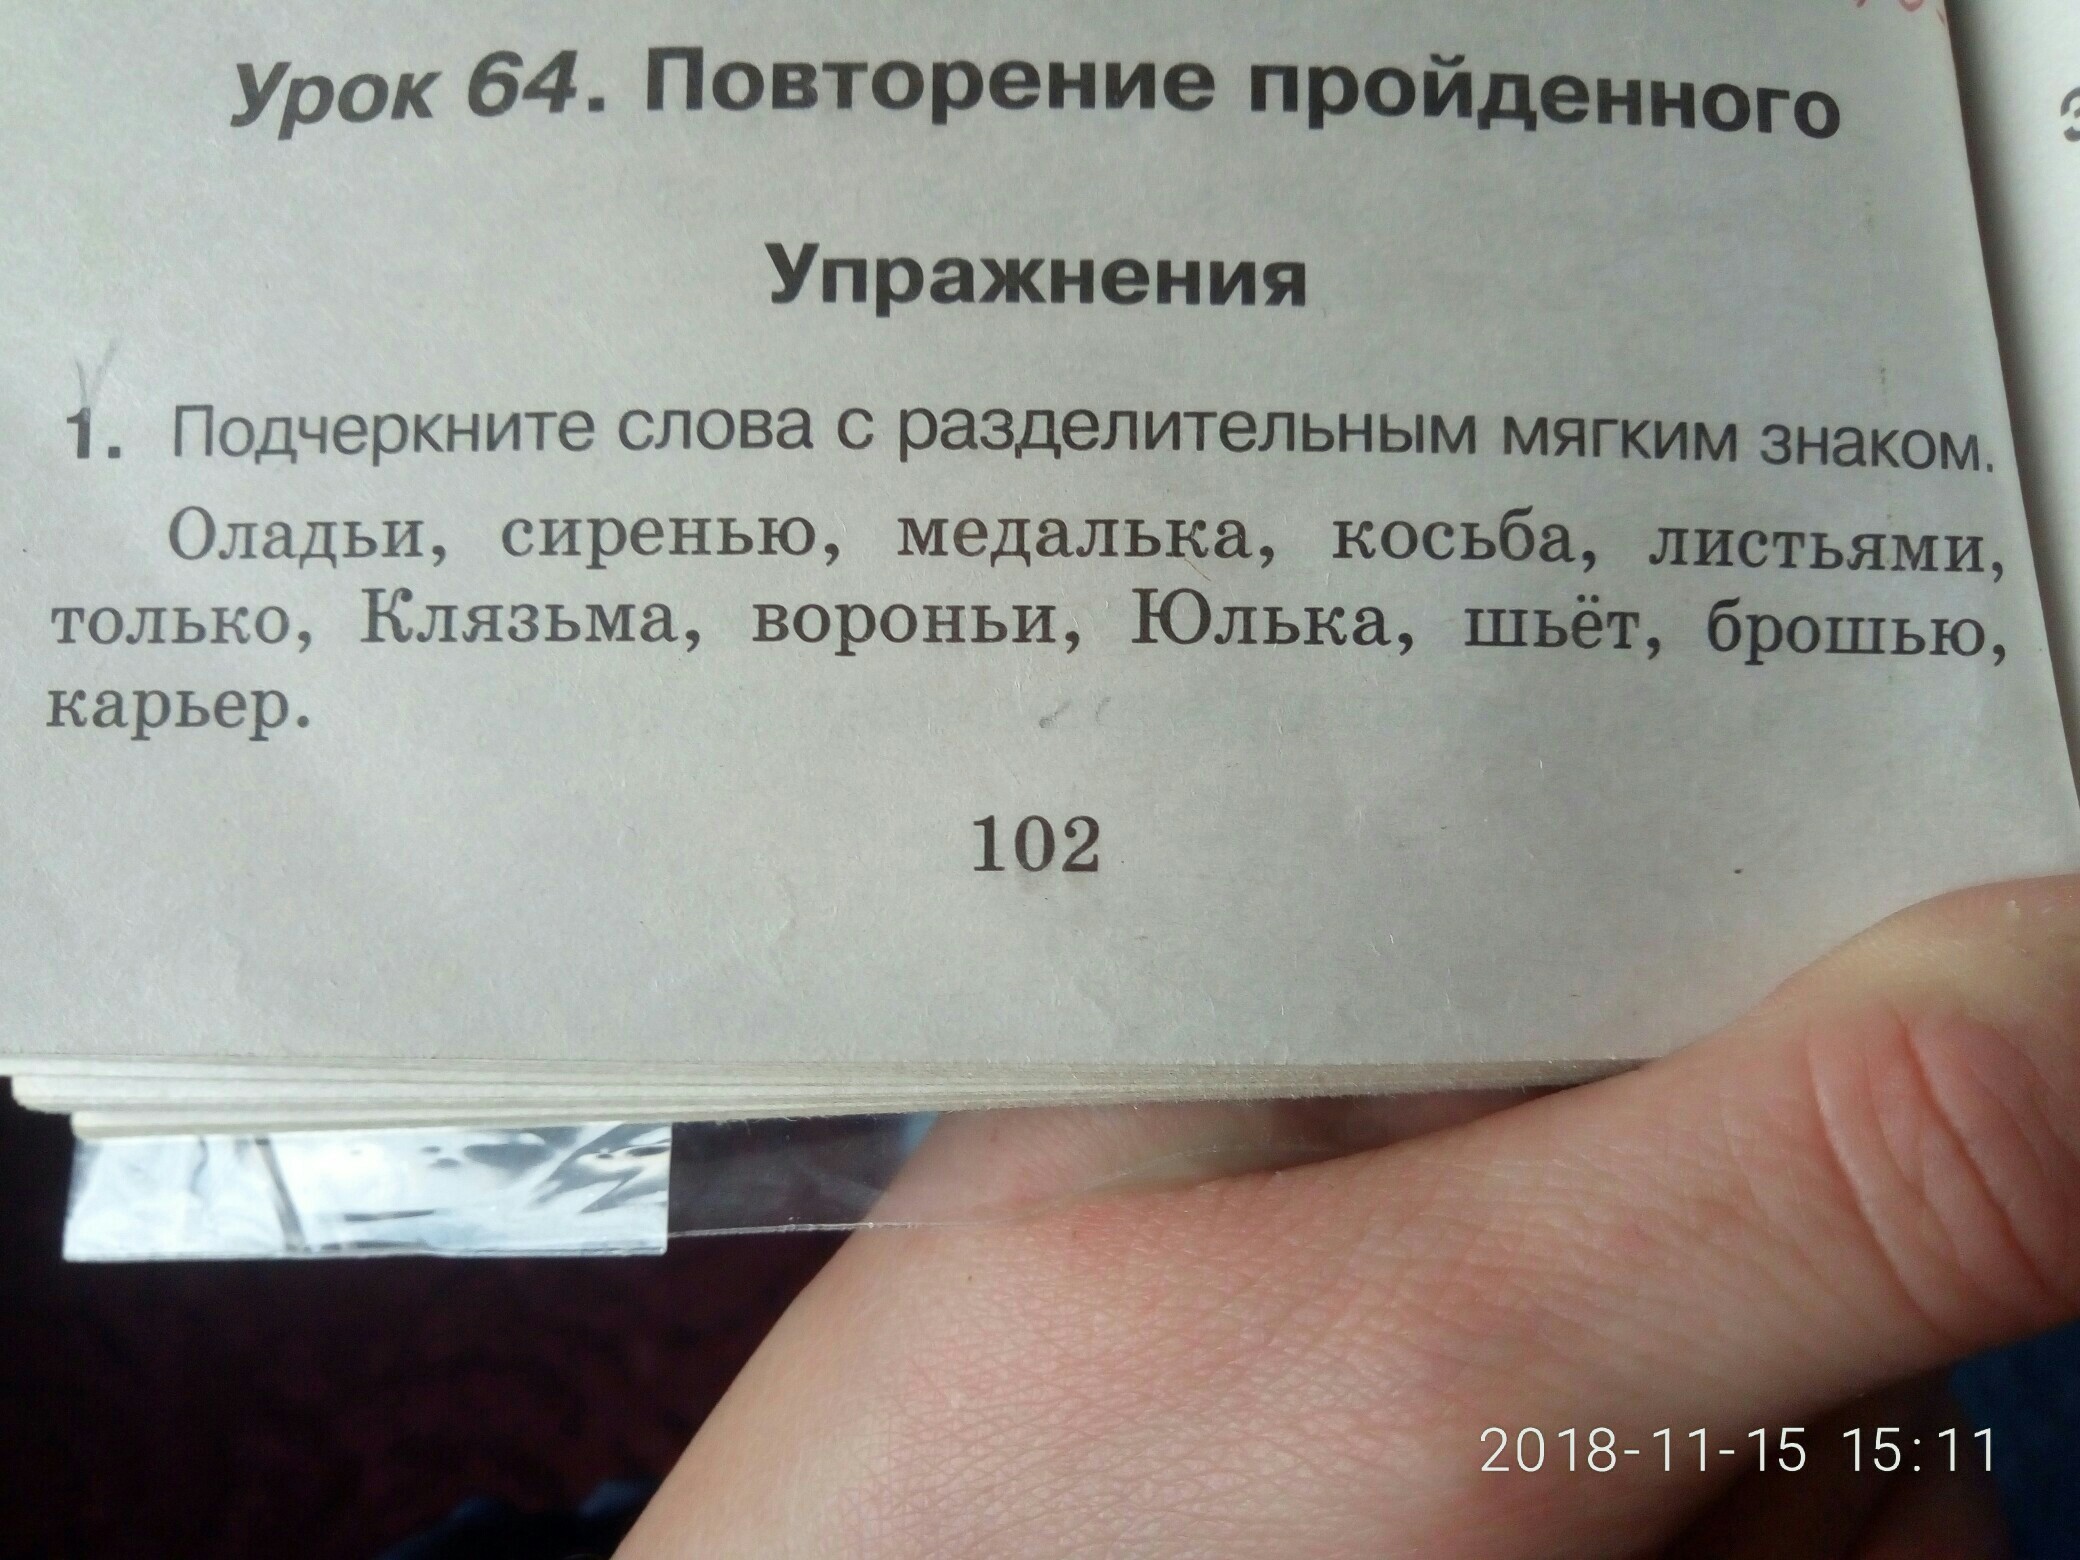 Урок 64. Повторение пройденного
Упражнения
1. Подчеркните слова с разделительным мягким знаком.
Оладьи, сиренью, медалька, косьба, листьями,
только, Клязьма, вороньи, Юлька, шьёт, брошью,
карьер.
102
2018-11-15 15:11